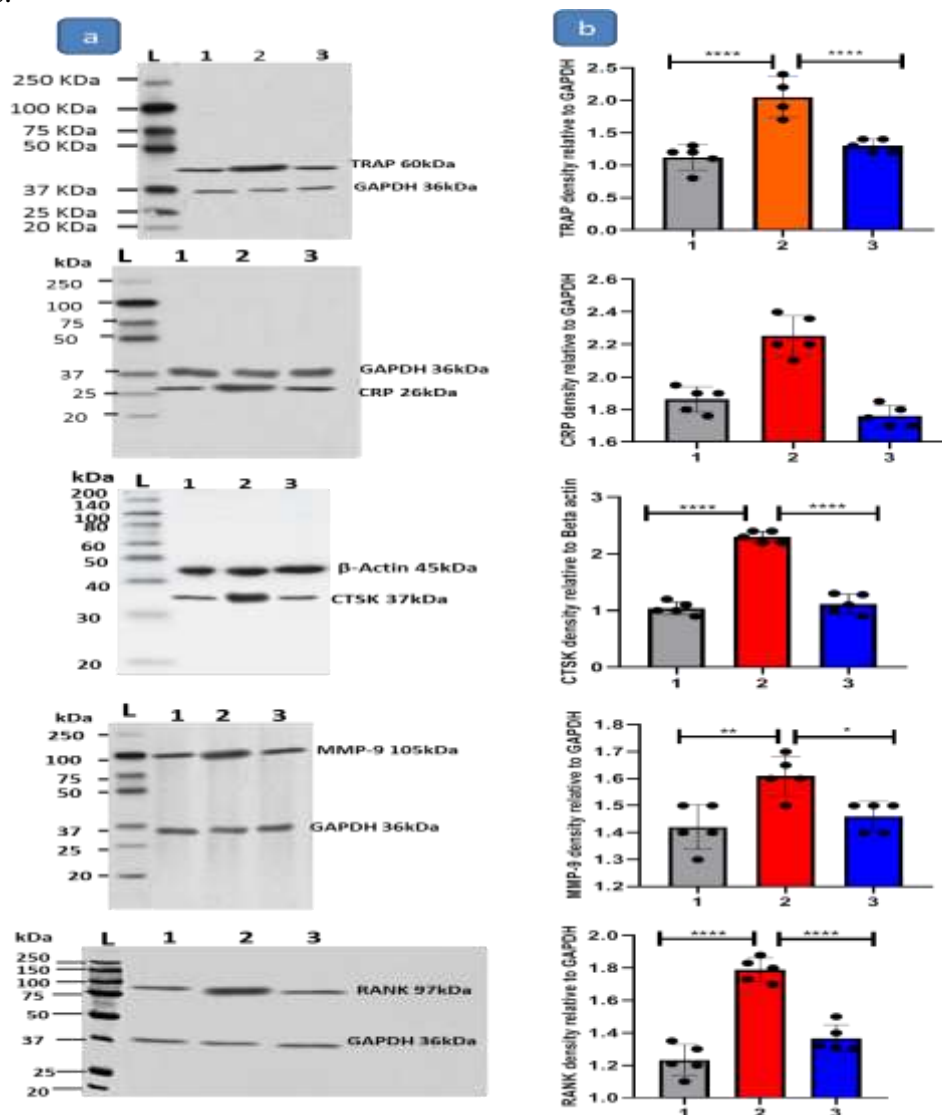 a
L 1 2 3
250 KDa
100 KDa
75 KDa
50 KDa
37 KDa
25 KDa
20 KDa
TRAP 60kDa
GAPDH 36kDa
kDa L 1 2 3
250
100
75
50
37
25
20
GAPDH 36kDa
CRP 26kDa
kDa L 1 2 3
200
140
100
80
60
50
40
30
20
β-Actin 45kDa
CTSK 37kDa
kDa L 1 2 3
250
100
75
50
37
25
20
MMP-9 105kDa
GAPDH 36kDa
kDa L 1 2 3
250
150
100
75
50
37
25
20
RANK 97kDa
GAPDH 36kDa
b
TRAP density relative to GAPDH
2.5
2.0
1.5
1.0
0.5
0.0
**** ****
1 2 3
CRP density relative to GAPDH
2.6
2.4
2.2
2.0
1.8
1.6
1 2 3
CTSK density relative to Beta actin
3
2
1
0
**** ****
1 2 3
MMP-9 density relative to GAPDH
1.7
1.6
1.5
1.4
1.3
1.2
** *
1 2 3
RANK density relative to GAPDH
2.0
1.8
1.6
1.4
1.2
1.0
**** ****
1 2 3